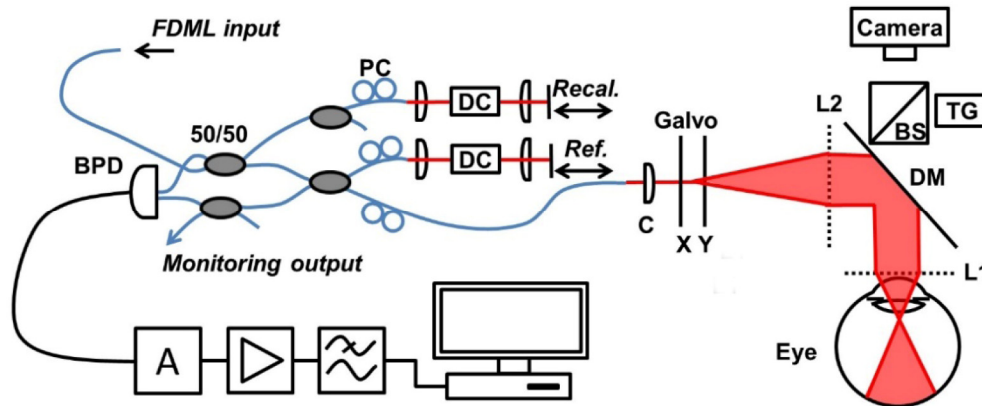 FDML input
Camera
PC
Recal.
DC
L2
TG
BS
50/50
Galvo
BPD
Ref.
DC
DM
C
X Y
L1
Monitoring output
A
Eye